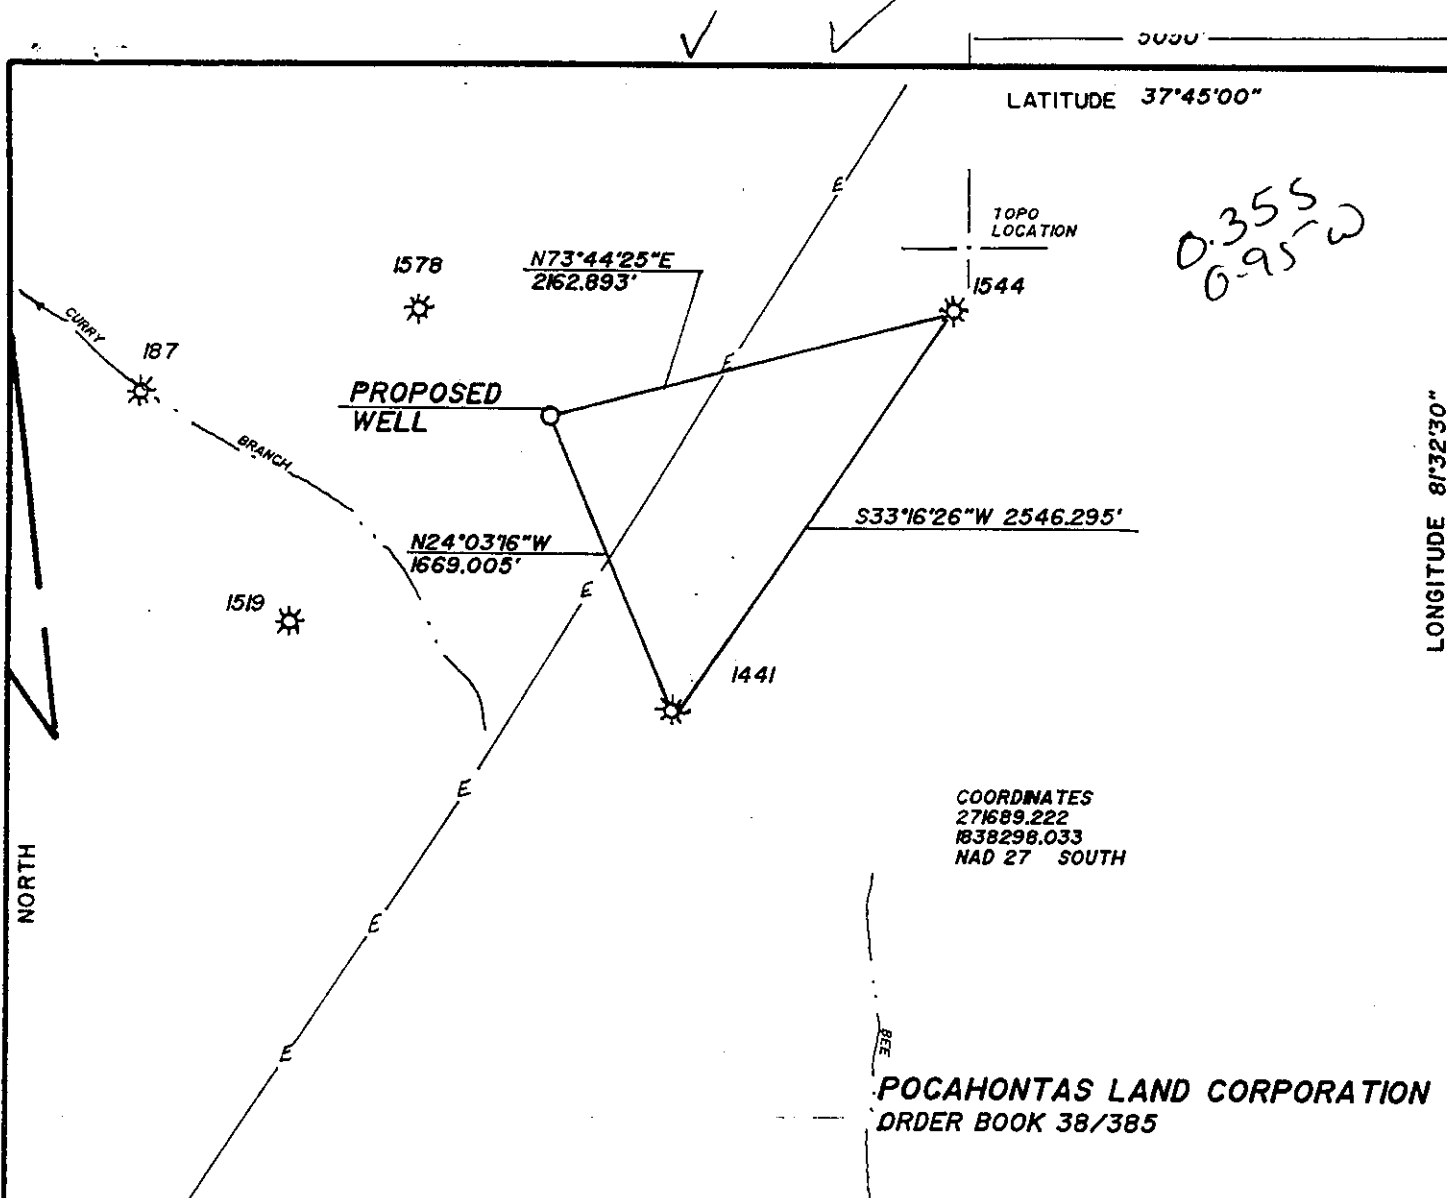 LATITUDE 37°45'00"
TOPO
LOCATION
0.35 S
0.95 W
1578
N73°44'25"E
2162.893'
1544
CURRY
187
E
E
PROPOSED
WELL
BRANCH
LONGITUDE 81°32'30"
S33°16'26"W 2546.295'
N24°03'16"W
1669.005'
E
1519
1441
E
COORDINATES
271689.222
1838298.033
NAD 27 SOUTH
NORTH
E
BEE
E
POCAHONTAS LAND CORPORATION
ORDER BOOK 38/385